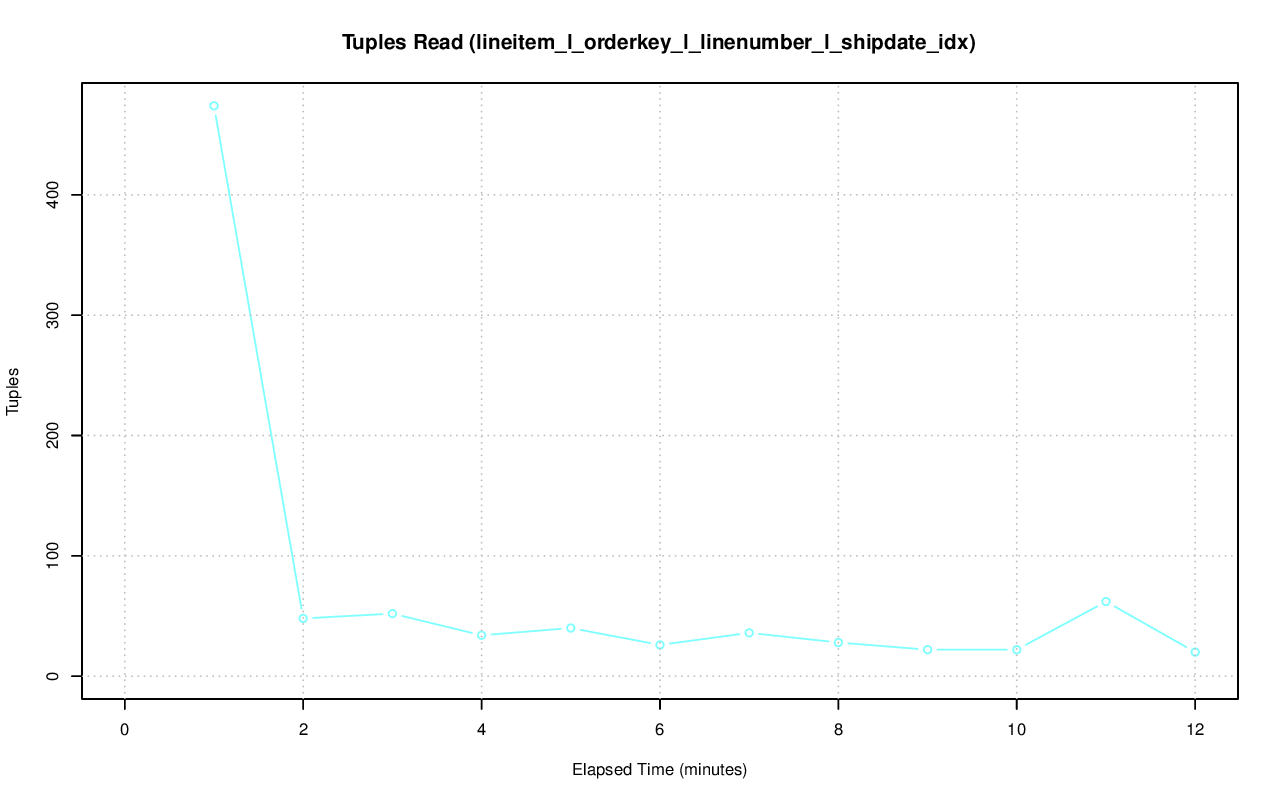 Tuples Read (lineitem_l_orderkey_l_linenumber_l_shipdate_idx)
Tuples
400
300
200
100
0
0 2 4 6 8 10 12
Elapsed Time (minutes)